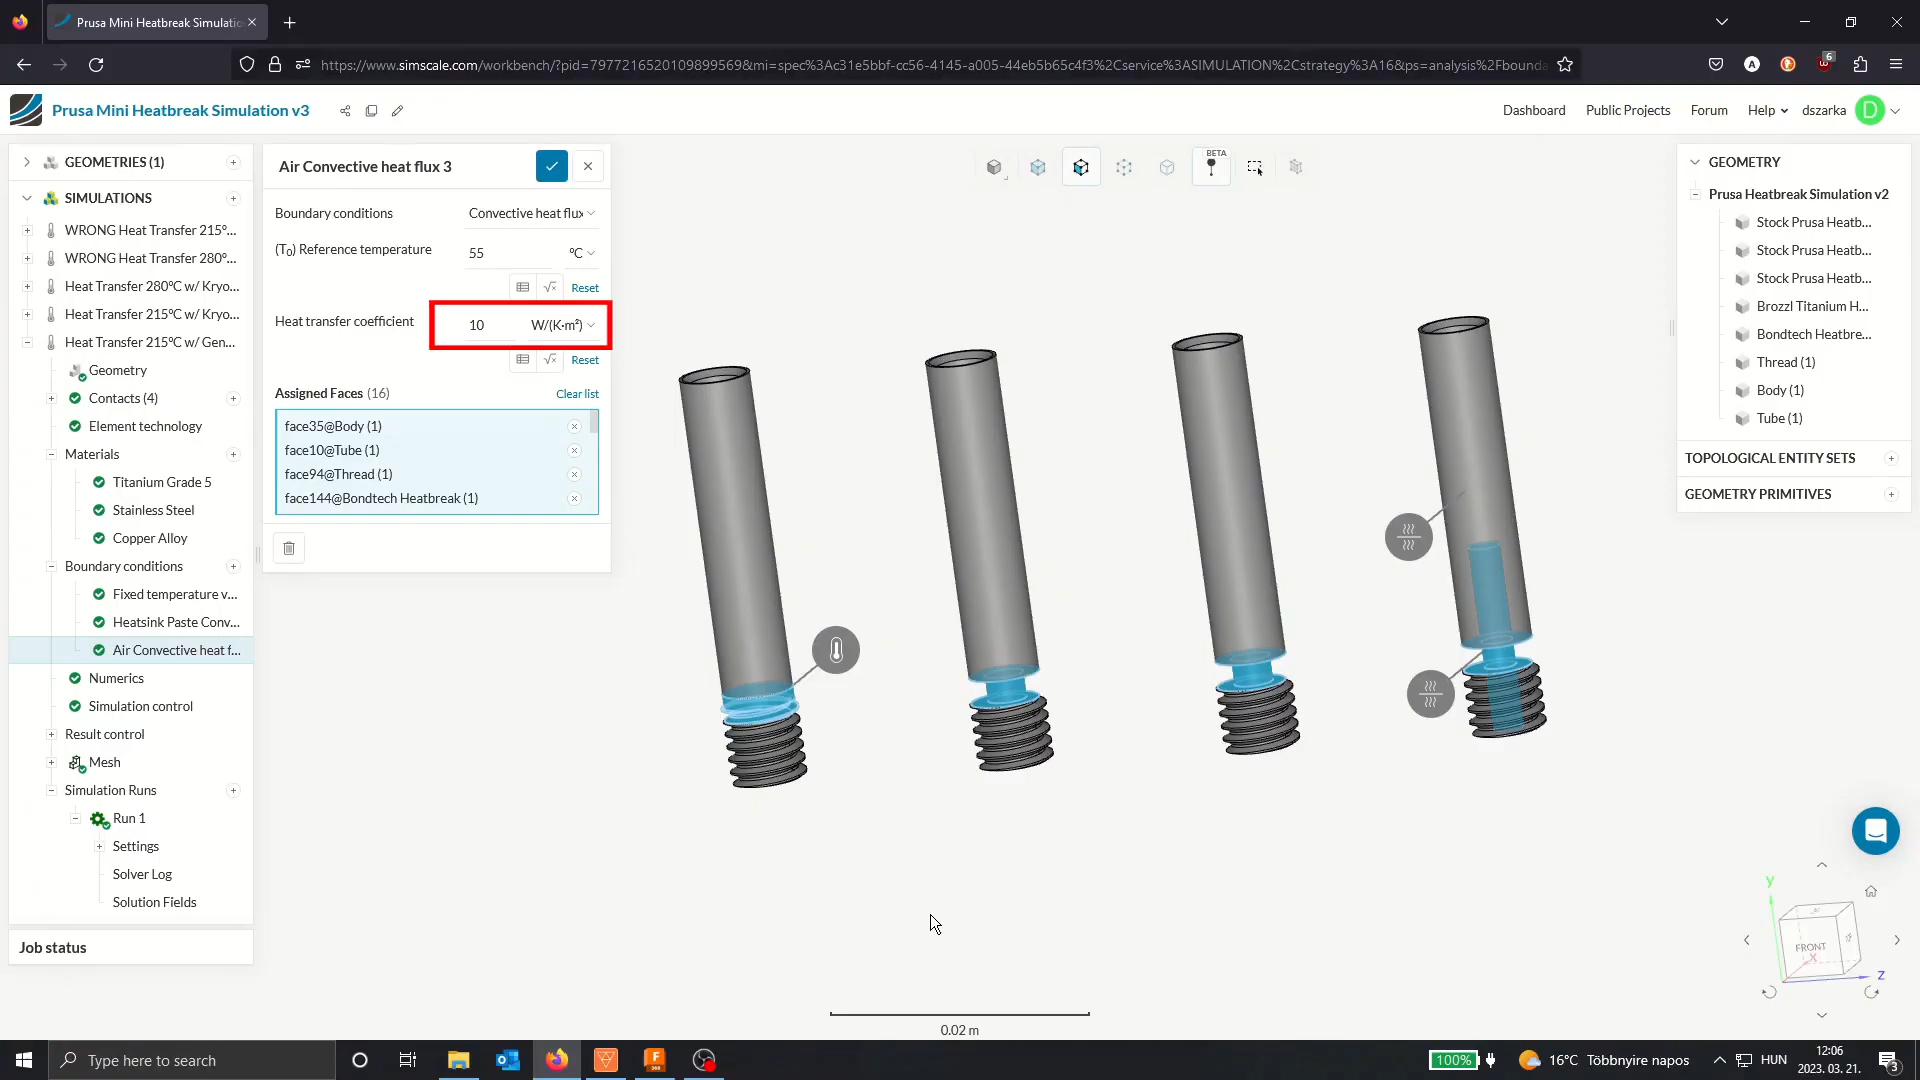 Prusa Mini Heatbreak Simulatio
https://www.simscale.com/workbench/?pid=7977216520109899569&mi=spec%3Ac31e5bbf-cc56-4145-a005-44eb5b65c4f3%2Cservice%3ASIMULATION%2Cstrategy%3A16&ps=analysis%2Fbounda
6
Prusa Mini Heatbreak Simulation v3
Dashboard
Public Projects
Forum
Help
dszarka
D
GEOMETRIES (1)
SIMULATIONS
WRONG Heat Transfer 215°...
WRONG Heat Transfer 280°...
Heat Transfer 280°C w/ Kryo...
Heat Transfer 215°C w/ Kryo...
Heat Transfer 215°C w/ Gen...
Geometry
Contacts (4)
Element technology
Materials
Titanium Grade 5
Stainless Steel
Copper Alloy
Boundary conditions
Fixed temperature v...
Heatsink Paste Conv...
Air Convective heat f...
Numerics
Simulation control
Result control
Mesh
Simulation Runs
Run 1
Settings
Solver Log
Solution Fields
Job status
Air Convective heat flux 3
Boundary conditions
Convective heat flux
(T₀) Reference temperature
55
°C
Reset
Heat transfer coefficient
10
W/(K·m²)
Reset
Assigned Faces (16)
Clear list
face35@Body (1)
face10@Tube (1)
face94@Thread (1)
face144@Bondtech Heatbreak (1)
BETA
GEOMETRY
Prusa Heatbreak Simulation v2
Stock Prusa Heatb...
Stock Prusa Heatb...
Stock Prusa Heatb...
Brozzl Titanium H...
Bondtech Heatbre...
Thread (1)
Body (1)
Tube (1)
TOPOLOGICAL ENTITY SETS
GEOMETRY PRIMITIVES
0.02 m
y
FRONT
X
Z
Type here to search
F
360
100%
16°C Többnyire napos
HUN
12:06
2023. 03. 21.
3